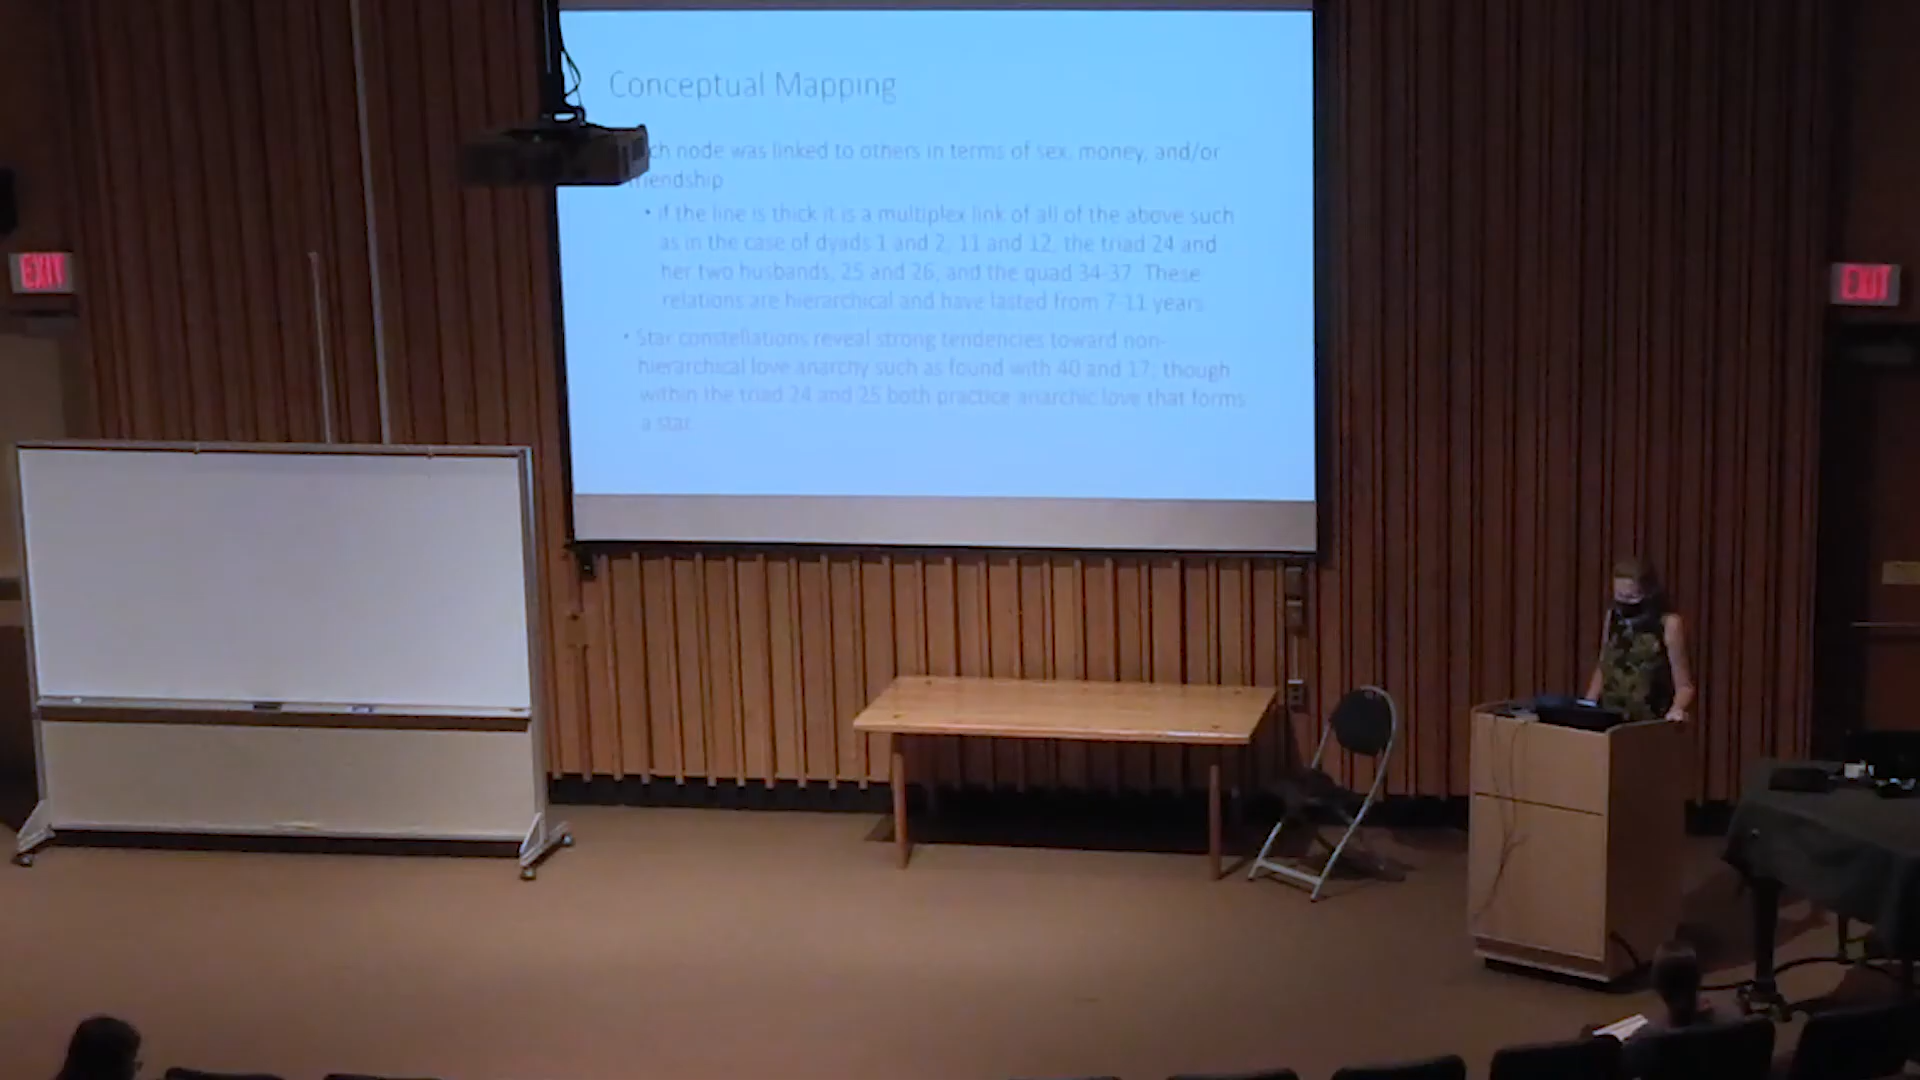 Conceptual Mapping
ch node was linked to others in terms of sex, money, and/or
iendship
• if the line is thick it is a multiplex link of all of the above such
as in the case of dyads 1 and 2, 11 and 12, the triad 24 and
her two husbands, 25 and 26, and the quad 34-37. These
relations are hierarchical and have lasted from 7-11 years.
• Star constellations reveal strong tendencies toward non-
hierarchical love anarchy such as found with 40 and 17; though
within the triad 24 and 25 both practice anarchic love that forms
a star.
EXIT
EXIT